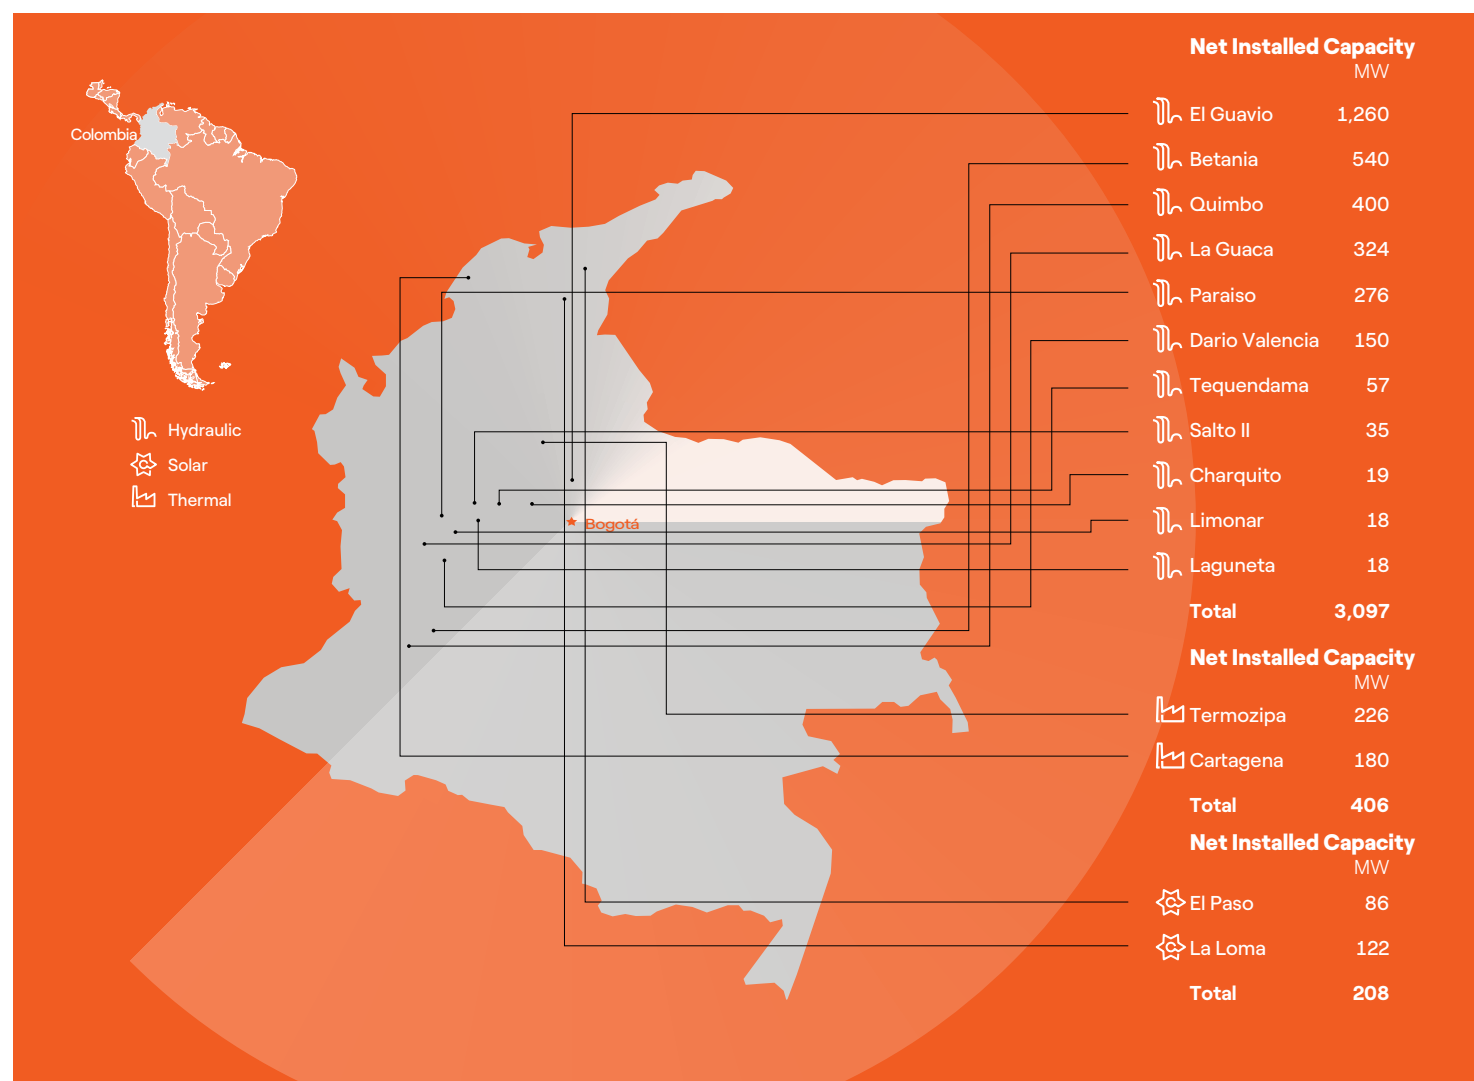 Colombia
Hydraulic
Solar
Thermal
Bogotá
Net Installed Capacity
MW
El Guavio 1,260
Betania 540
Quimbo 400
La Guaca 324
Paraiso 276
Dario Valencia 150
Tequendama 57
Salto II 35
Charquito 19
Limonar 18
Laguneta 18
Total 3,097
Net Installed Capacity
MW
Termozipa 226
Cartagena 180
Total 406
Net Installed Capacity
MW
El Paso 86
La Loma 122
Total 208